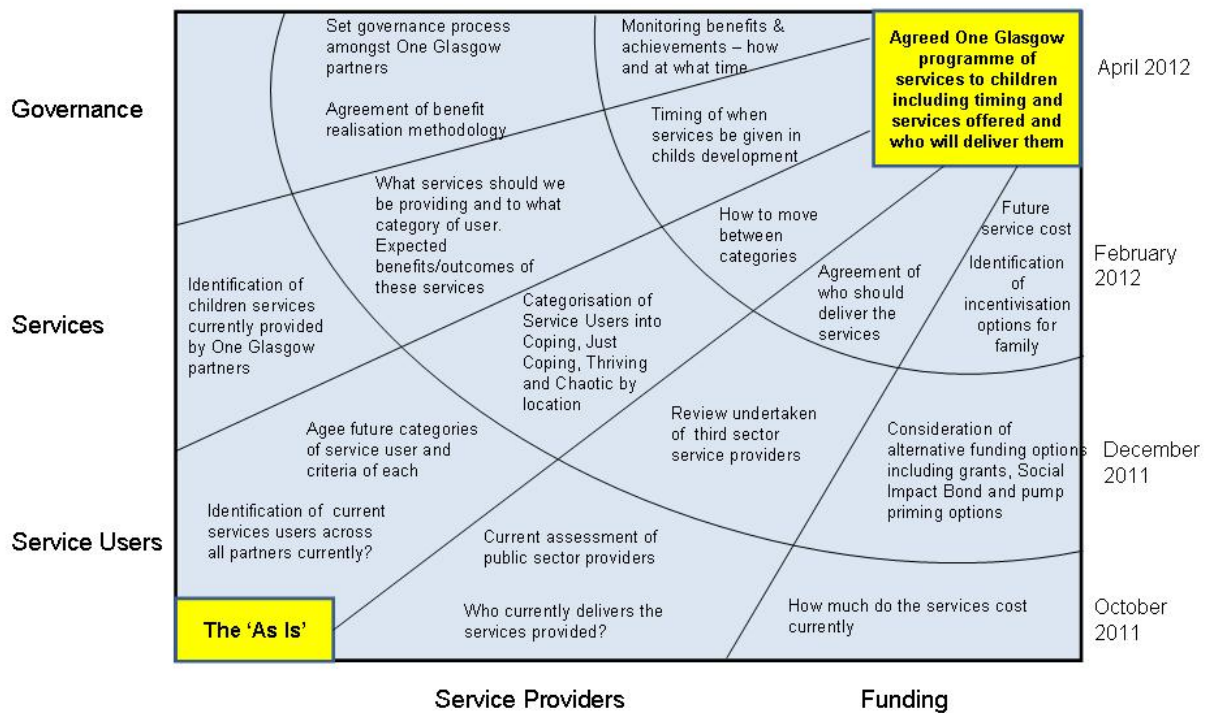 Set governance process
amongst One Glasgow
partners
Agreement of benefit
realisation methodology
Monitoring benefits &
achievements – how
and at what time
Agreed One Glasgow
programme of
services to children
including timing and
services offered and
who will deliver them
April 2012
Governance
Timing of when
services be given in
childs development
What services should we
be providing and to what
category of user.
Expected
benefits/outcomes of
these services
How to move
between
categories
Future
service cost
Identification
of
incentivisation
options for
family
February
2012
Identification of
children services
currently provided
by One Glasgow
partners
Services
Categorisation of
Service Users into
Coping, Just
Coping, Thriving
and Chaotic by
location
Agreement of
who should
deliver the
services
Agee future categories
of service user and
criteria of each
Review undertaken
of third sector
service providers
Consideration of
alternative funding options
including grants, Social
Impact Bond and pump
priming options
December
2011
Identification of current
services users across
all partners currently?
Service Users
Current assessment of
public sector providers
Who currently delivers the
services provided?
How much do the services cost
currently
October
2011
The 'As Is'
Service Providers
Funding